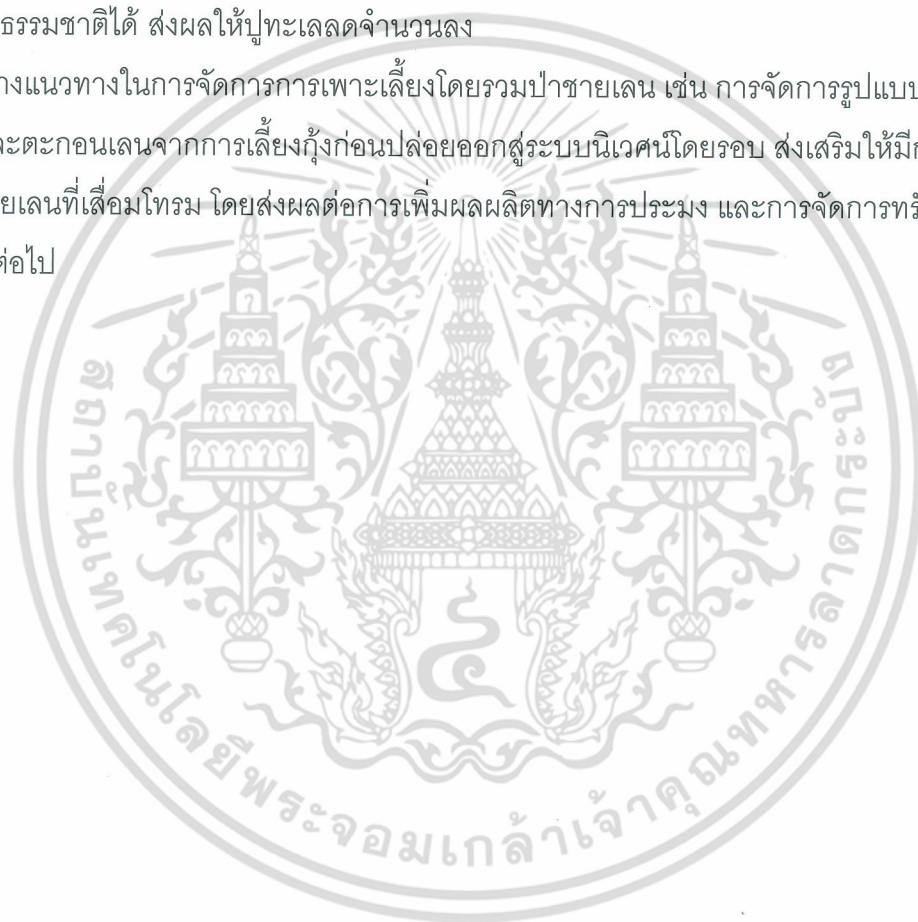 ธรรมชาติได้ ส่งผลให้ปูทะเลลดจำนวนลง
างแนวทางในการจัดการการเพาะเลี้ยงโดยรวมป่าชายเลน เช่น การจัดการรูปแบบ
ละตะกอนเลนจากการเลี้ยงกุ้งก่อนปล่อยออกสู่ระบบนิเวศน์โดยรอบ ส่งเสริมให้มีก
ยเลนที่เสื่อมโทรม โดยส่งผลต่อการเพิ่มผลผลิตทางการประมง และการจัดการทรั
ต่อไป
สถาบันเทคโนโลยีพระจอมเกล้าเจ้าคุณทหารลาดกระบัง